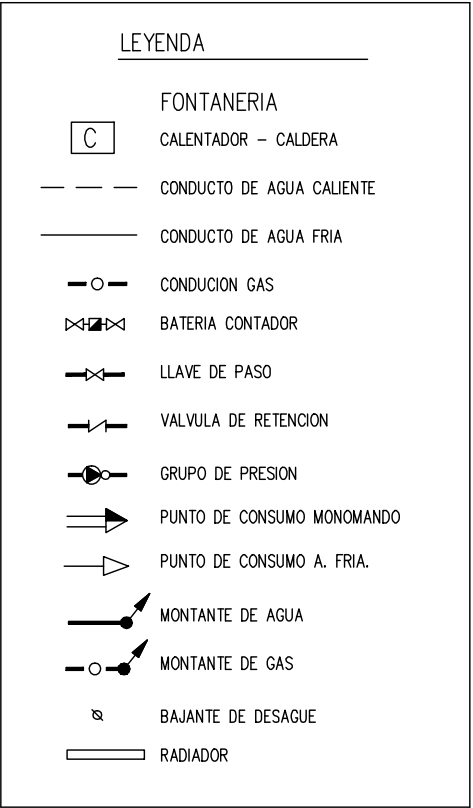 LEYENDA
FONTANERIA
C CALENTADOR - CALDERA
CONDUCTO DE AGUA CALIENTE
CONDUCTO DE AGUA FRIA
CONDUCION GAS
BATERIA CONTADOR
LLAVE DE PASO
VALVULA DE RETENCION
GRUPO DE PRESION
PUNTO DE CONSUMO MONOMANDO
PUNTO DE CONSUMO A. FRIA.
MONTANTE DE AGUA
MONTANTE DE GAS
BAJANTE DE DESAGUE
RADIADOR